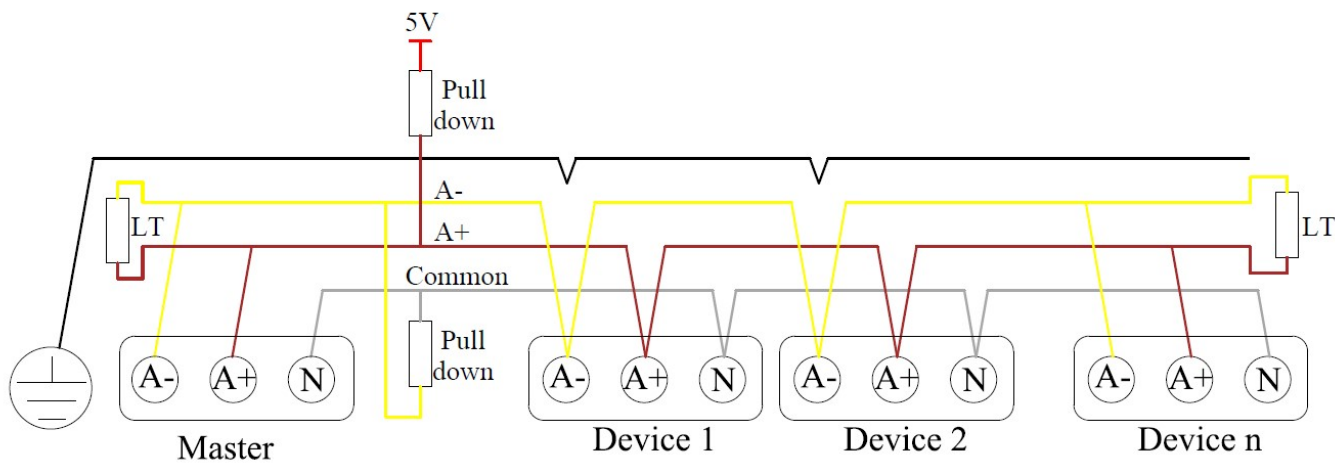 5V
Pull
down
A-
LT
A+
LT
Common
Pull
down
A-
A+
N
A-
A+
N
A-
A+
N
A-
A+
N
Master
Device 1
Device 2
Device n